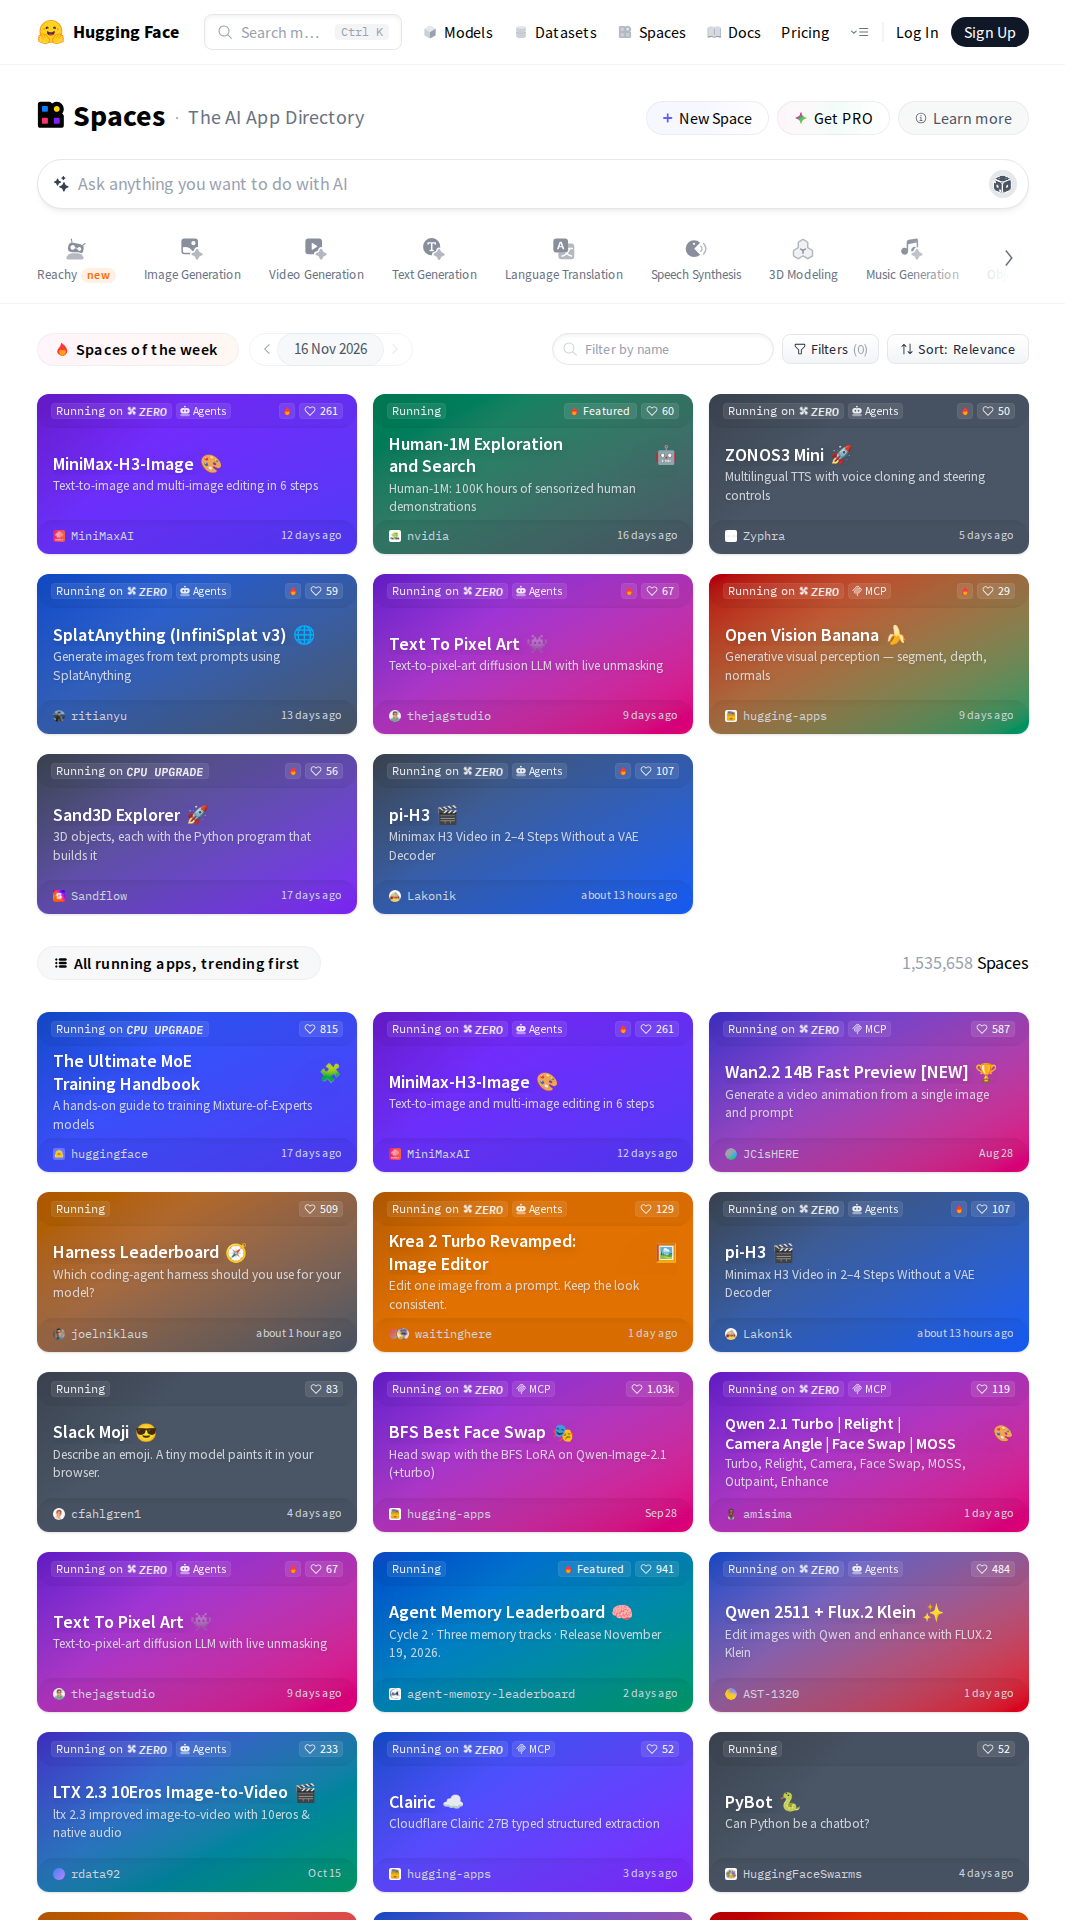 Hugging Face
Search m...
Ctrl K
Models
Datasets
Spaces
Docs
Pricing
Log In
Sign Up
Spaces · The AI App Directory
New Space
Get PRO
Learn more
Ask anything you want to do with AI
Reachy new
Image Generation
Video Generation
Text Generation
Language Translation
Speech Synthesis
3D Modeling
Music Generation
Spaces of the week
16 Nov 2026
Filter by name
Filters (0)
Sort: Relevance
Running on ZERO Agents 261
MiniMax-H3-Image
Text-to-image and multi-image editing in 6 steps
MiniMaxAI 12 days ago
Running Featured 60
Human-1M Exploration
and Search
Human-1M: 100K hours of sensorized human
demonstrations
nvidia 16 days ago
Running on ZERO Agents 50
ZONOS3 Mini
Multilingual TTS with voice cloning and steering
controls
Zyphra 5 days ago
Running on ZERO Agents 59
SplatAnything (InfiniSplat v3)
Generate images from text prompts using
SplatAnything
ritianyu 13 days ago
Running on ZERO Agents 67
Text To Pixel Art
Text-to-pixel-art diffusion LLM with live unmasking
thejagstudio 9 days ago
Running on ZERO MCP 29
Open Vision Banana
Generative visual perception — segment, depth,
normals
hugging-apps 9 days ago
Running on CPU UPGRADE 56
Sand3D Explorer
3D objects, each with the Python program that
builds it
Sandflow 17 days ago
Running on ZERO Agents 107
pi-H3
Minimax H3 Video in 2–4 Steps Without a VAE
Decoder
Lakonik about 13 hours ago
All running apps, trending first
1,535,658 Spaces
Running on CPU UPGRADE 815
The Ultimate MoE
Training Handbook
A hands-on guide to training Mixture-of-Experts
models
huggingface 17 days ago
Running on ZERO Agents 261
MiniMax-H3-Image
Text-to-image and multi-image editing in 6 steps
MiniMaxAI 12 days ago
Running on ZERO MCP 587
Wan2.2 14B Fast Preview [NEW]
Generate a video animation from a single image
and prompt
JCisHERE Aug 28
Running 509
Harness Leaderboard
Which coding-agent harness should you use for your
model?
joelniklaus about 1 hour ago
Running on ZERO Agents 129
Krea 2 Turbo Revamped:
Image Editor
Edit one image from a prompt. Keep the look
consistent.
waitinghere 1 day ago
Running on ZERO Agents 107
pi-H3
Minimax H3 Video in 2–4 Steps Without a VAE
Decoder
Lakonik about 13 hours ago
Running 83
Slack Moji
Describe an emoji. A tiny model paints it in your
browser.
cfahlgren1 4 days ago
Running on ZERO MCP 1.03k
BFS Best Face Swap
Head swap with the BFS LoRA on Qwen-Image-2.1
(+turbo)
hugging-apps Sep 28
Running on ZERO MCP 119
Qwen 2.1 Turbo | Relight |
Camera Angle | Face Swap | MOSS
Turbo, Relight, Camera, Face Swap, MOSS,
Outpaint, Enhance
amisima 1 day ago
Running on ZERO Agents 67
Text To Pixel Art
Text-to-pixel-art diffusion LLM with live unmasking
thejagstudio 9 days ago
Running Featured 941
Agent Memory Leaderboard
Cycle 2 · Three memory tracks · Release November
19, 2026.
agent-memory-leaderboard 2 days ago
Running on ZERO Agents 484
Qwen 2511 + Flux.2 Klein
Edit images with Qwen and enhance with FLUX.2
Klein
AST-1320 1 day ago
Running on ZERO Agents 233
LTX 2.3 10Eros Image-to-Video
ltx 2.3 improved image-to-video with 10eros &
native audio
rdata92 Oct 15
Running on ZERO MCP 52
Clairic
Cloudflare Clairic 27B typed structured extraction
hugging-apps 3 days ago
Running 52
PyBot
Can Python be a chatbot?
HuggingFaceSwarms 4 days ago